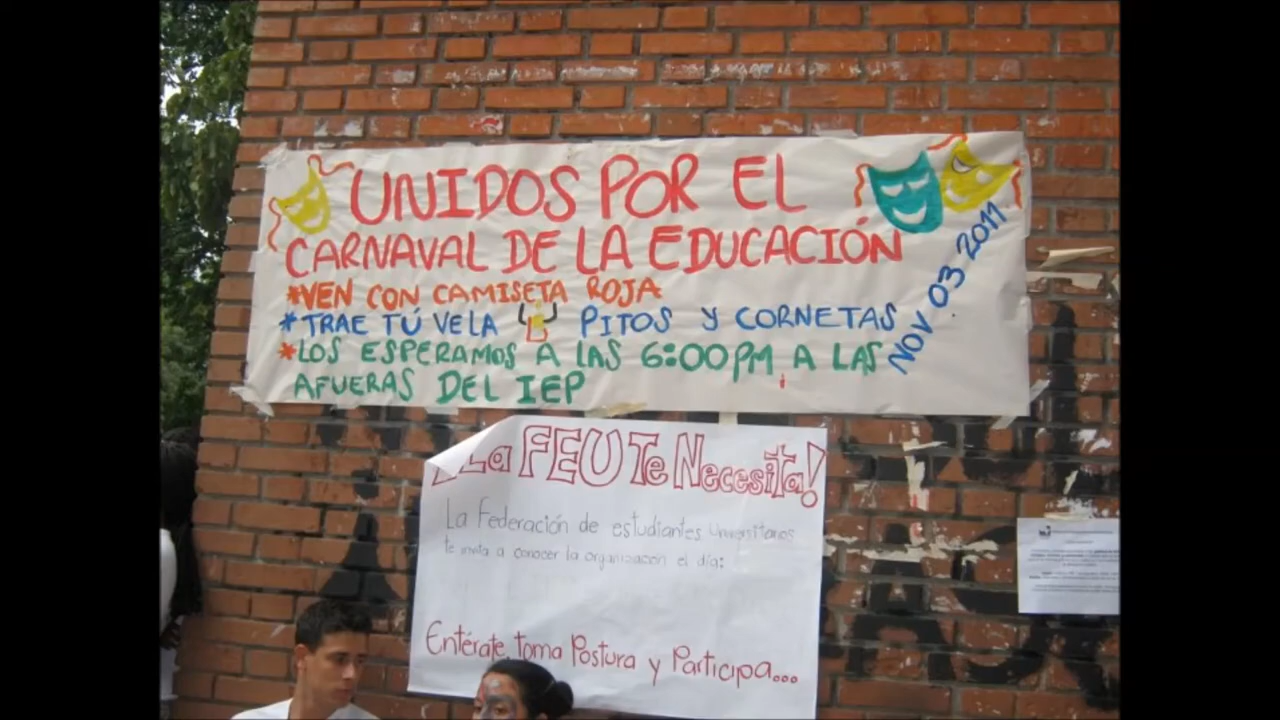 UNIDOS POR EL
CARNAVAL DE LA EDUCACIÓN
*VEN CON CAMISETA ROJA
*TRAE TÚ VELA PITOS Y CORNETAS
*LOS ESPERAMOS A LAS 6:00PM A LAS
AFUERAS DEL IEP
NOV 03 2011
¡La FEU Te Necesita!
La Federación de estudiantes universitarios
te invita a conocer la organización el día:
Entérate, toma Postura y Participa...